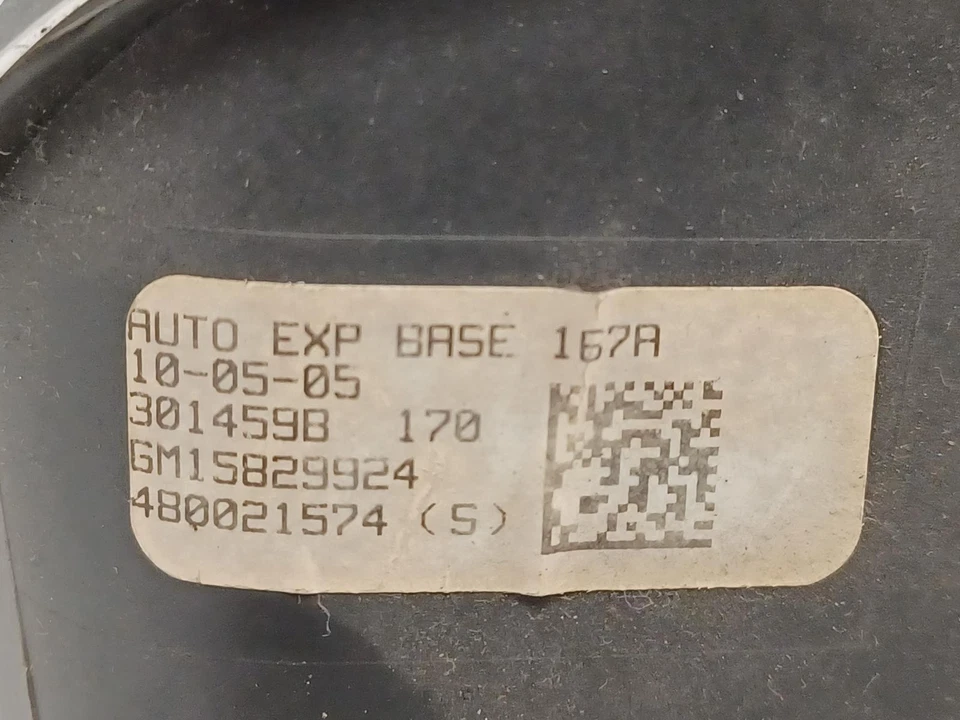 AUTO EXP BASE 167A
10-05-05
301459B 170
GM15829924
480021574 (S)